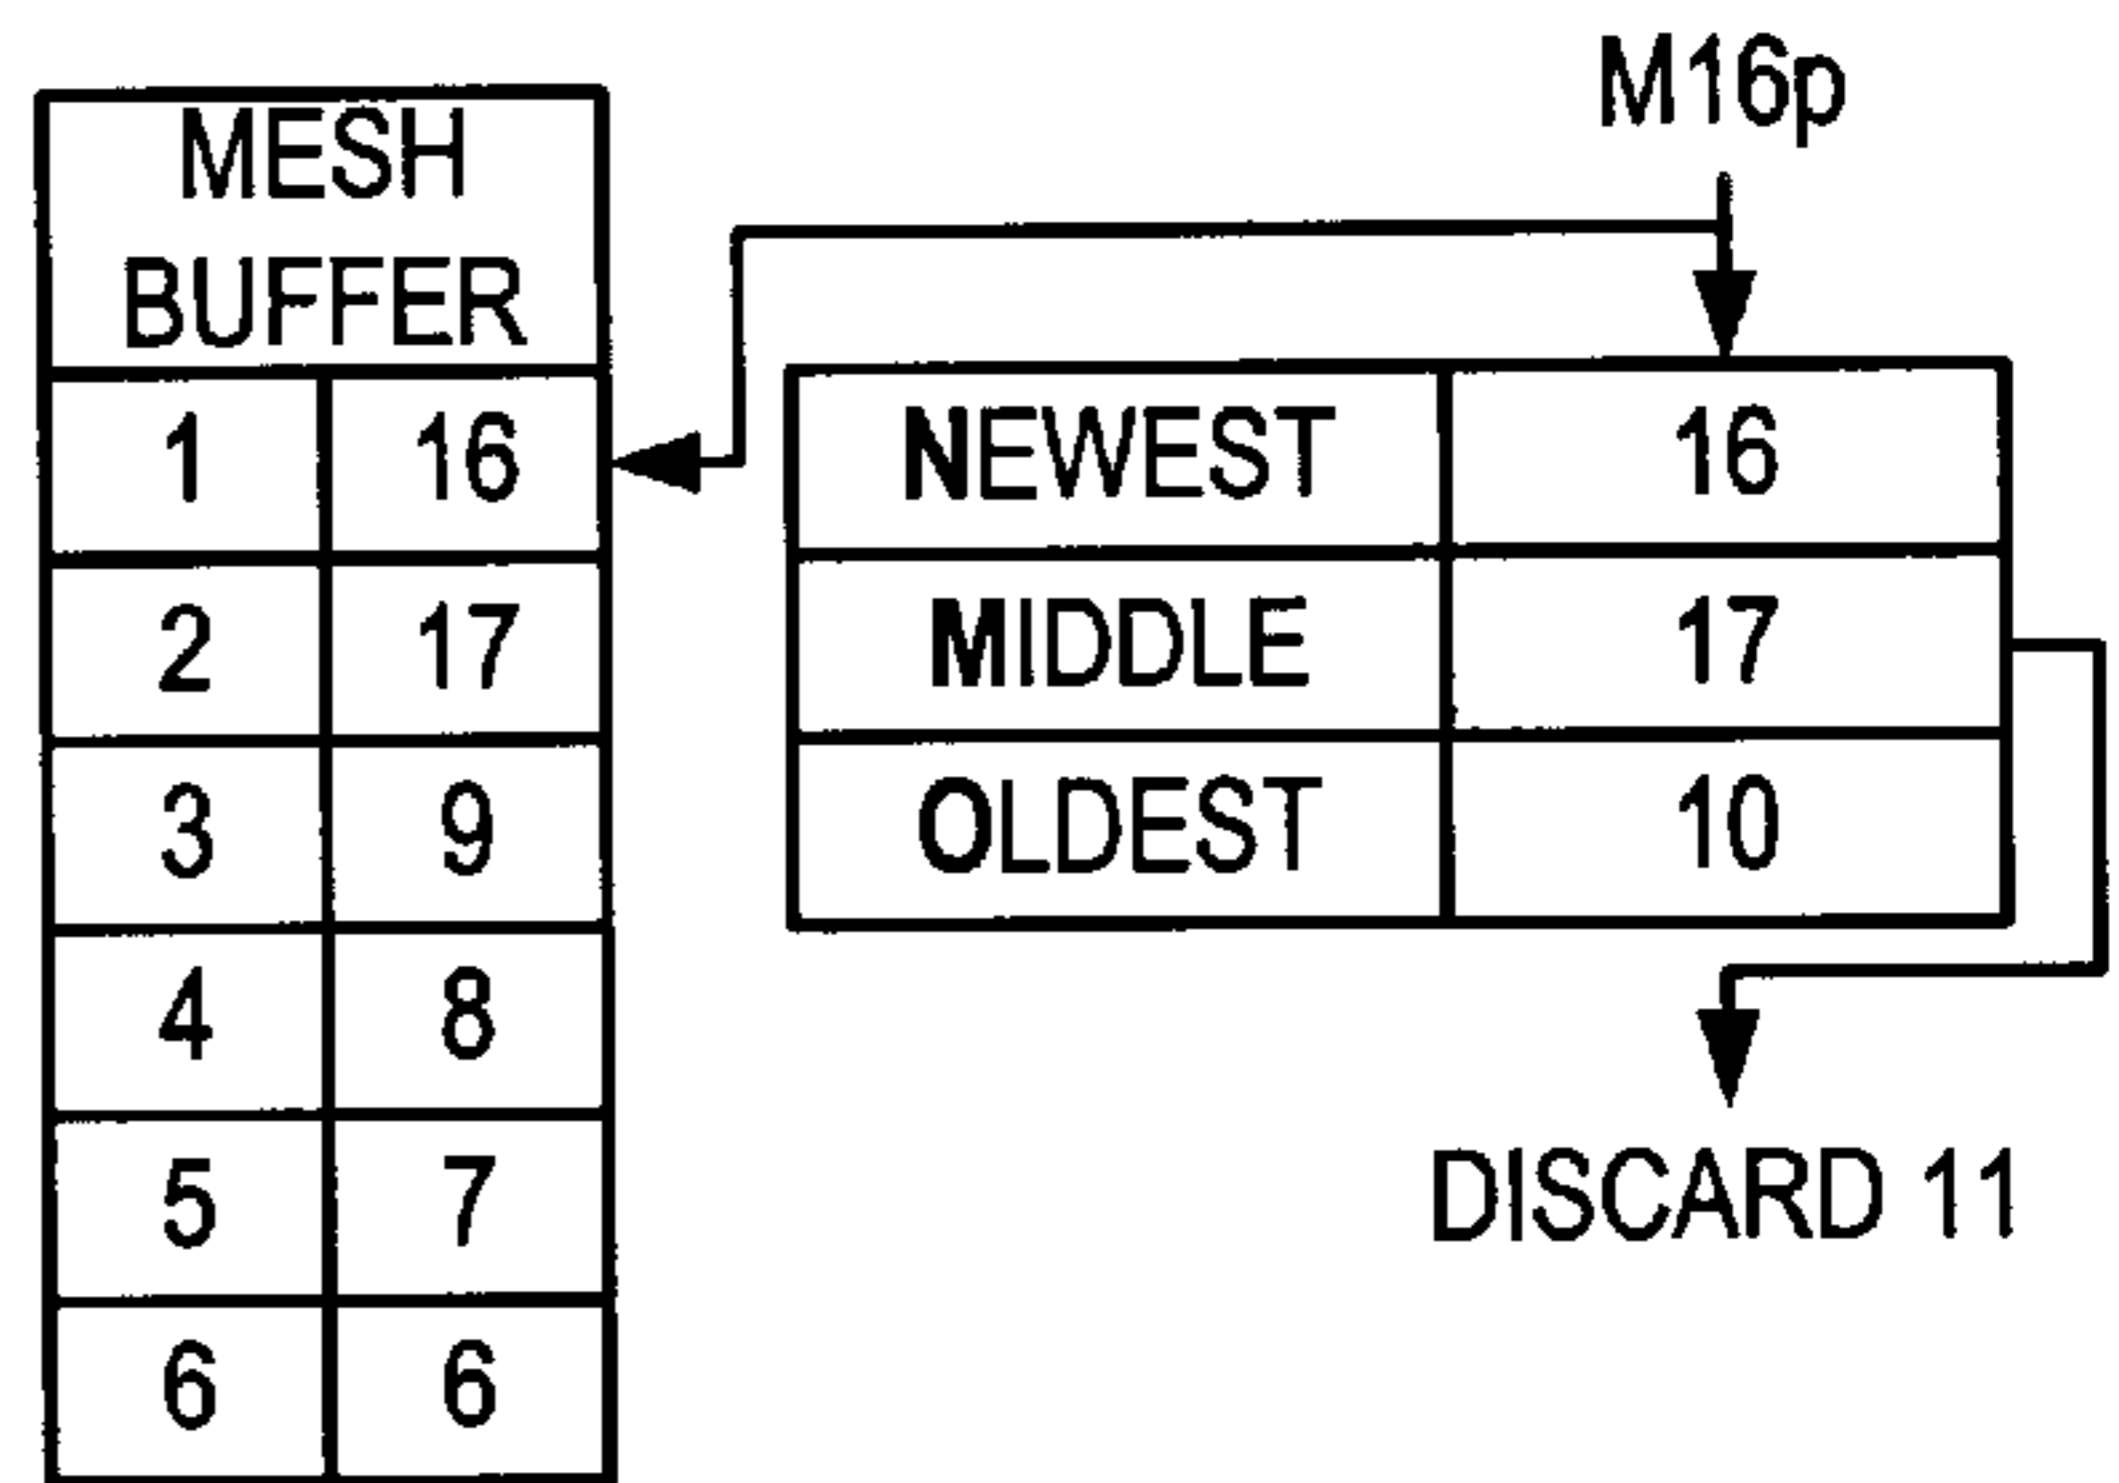 M16p
MESH
BUFFER
1 16
2 17
3 9
4 8
5 7
6 6
NEWEST 16
MIDDLE 17
OLDEST 10
DISCARD 11